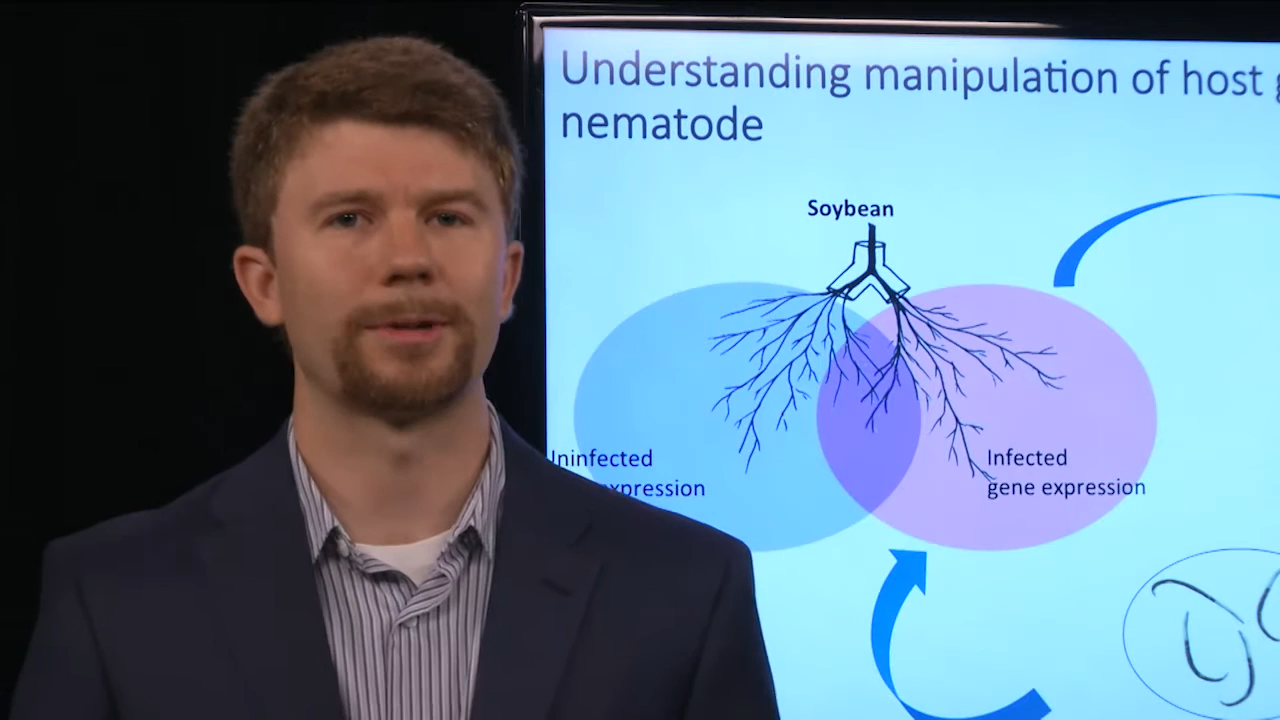 Understanding manipulation of host
nematode
Soybean
Uninfected
expression
Infected
gene expression